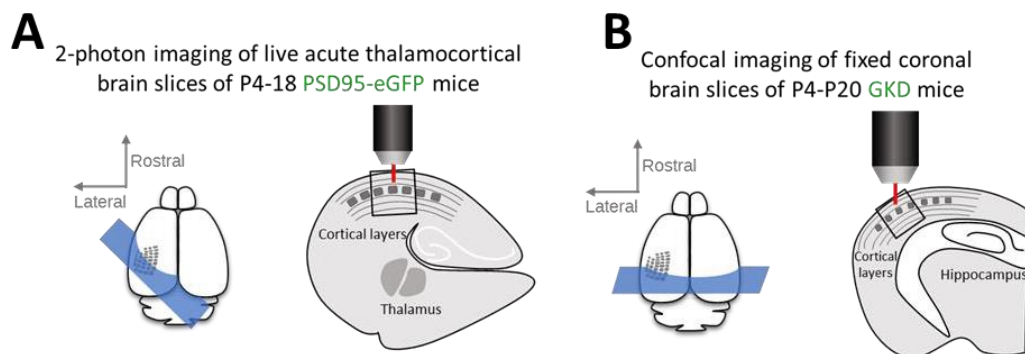 A
2-photon imaging of live acute thalamocortical
brain slices of P4-18 PSD95-eGFP mice
Rostral
Lateral
Cortical layers
Thalamus
B
Confocal imaging of fixed coronal
brain slices of P4-P20 GKD mice
Rostral
Lateral
Cortical
layers
Hippocampus